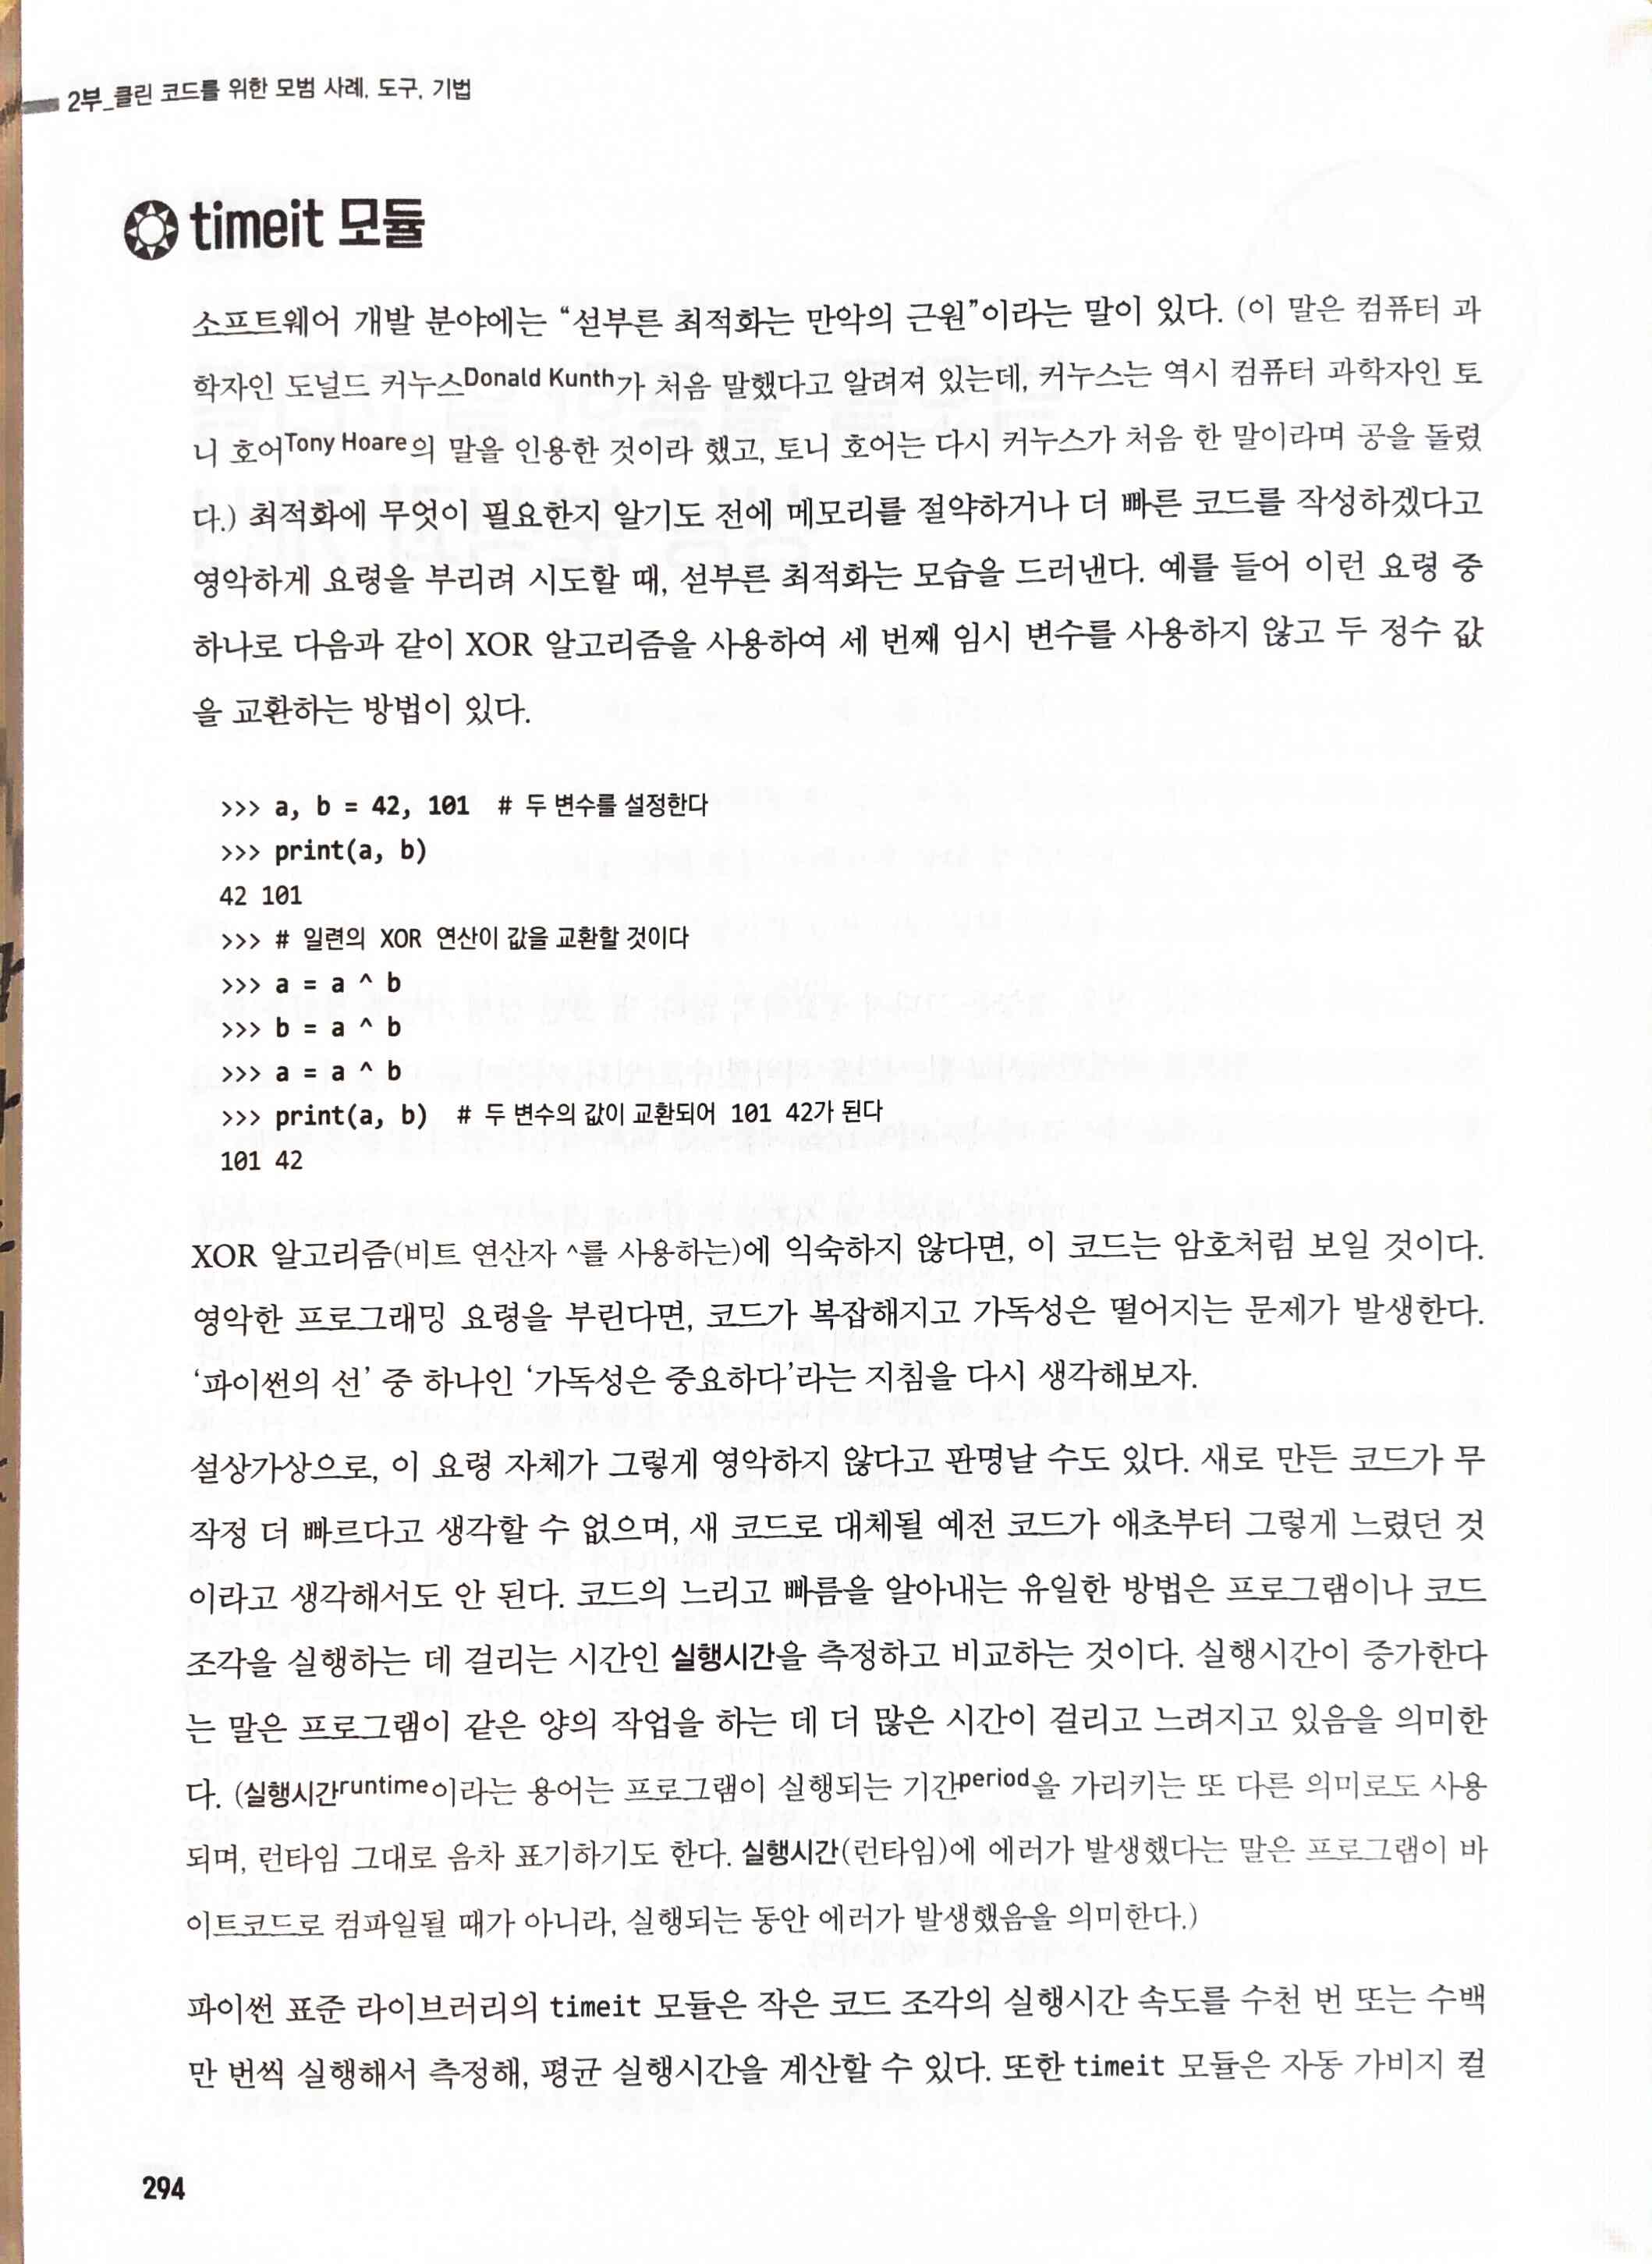 2부_클린 코드를 위한 모범 사례, 도구, 기법
timeit 모듈
소프트웨어 개발 분야에는 “섣부른 최적화는 만악의 근원”이라는 말이 있다. (이 말은 컴퓨터 과
학자인 도널드 커누스Donald Kunth가 처음 말했다고 알려져 있는데, 커누스는 역시 컴퓨터 과학자인 토
니 호어Tony Hoare의 말을 인용한 것이라 했고, 토니 호어는 다시 커누스가 처음 한 말이라며 공을 돌렸
다.) 최적화에 무엇이 필요한지 알기도 전에 메모리를 절약하거나 더 빠른 코드를 작성하겠다고
영악하게 요령을 부리려 시도할 때, 섣부른 최적화는 모습을 드러낸다. 예를 들어 이런 요령 중
하나로 다음과 같이 XOR 알고리즘을 사용하여 세 번째 임시 변수를 사용하지 않고 두 정수 값
을 교환하는 방법이 있다.
>>> a, b = 42, 101 # 두 변수를 설정한다
>>> print(a, b)
42 101
>>> # 일련의 XOR 연산이 값을 교환할 것이다
>>> a = a ^ b
>>> b = a ^ b
>>> a = a ^ b
>>> print(a, b) # 두 변수의 값이 교환되어 101 42가 된다
101 42
XOR 알고리즘(비트 연산자 ^를 사용하는)에 익숙하지 않다면, 이 코드는 암호처럼 보일 것이다.
영악한 프로그래밍 요령을 부린다면, 코드가 복잡해지고 가독성은 떨어지는 문제가 발생한다.
‘파이썬의 선’ 중 하나인 ‘가독성은 중요하다’라는 지침을 다시 생각해보자.
설상가상으로, 이 요령 자체가 그렇게 영악하지 않다고 판명날 수도 있다. 새로 만든 코드가 무
작정 더 빠르다고 생각할 수 없으며, 새 코드로 대체될 예전 코드가 애초부터 그렇게 느렸던 것
이라고 생각해서도 안 된다. 코드의 느리고 빠름을 알아내는 유일한 방법은 프로그램이나 코드
조각을 실행하는 데 걸리는 시간인 실행시간을 측정하고 비교하는 것이다. 실행시간이 증가한다
는 말은 프로그램이 같은 양의 작업을 하는 데 더 많은 시간이 걸리고 느려지고 있음을 의미한
다. (실행시간runtime이라는 용어는 프로그램이 실행되는 기간period을 가리키는 또 다른 의미로도 사용
되며, 런타임 그대로 음차 표기하기도 한다. 실행시간(런타임)에 에러가 발생했다는 말은 프로그램이 바
이트코드로 컴파일될 때가 아니라, 실행되는 동안 에러가 발생했음을 의미한다.)
파이썬 표준 라이브러리의 timeit 모듈은 작은 코드 조각의 실행시간 속도를 수천 번 또는 수백
만 번씩 실행해서 측정해, 평균 실행시간을 계산할 수 있다. 또한 timeit 모듈은 자동 가비지 컬
294